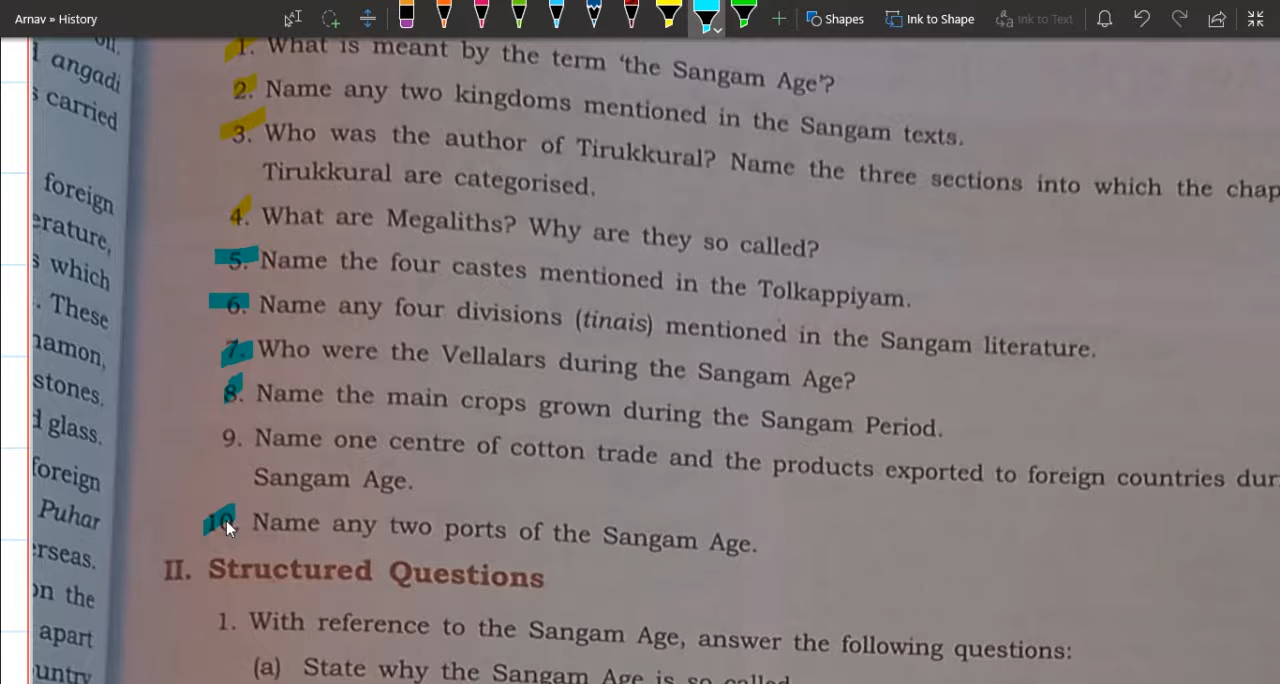 Arnav » History
Shapes
Ink to Shape
Ink to Text
on.
angadi
s carried
foreign
erature,
s which
. These
namon,
stones.
d glass.
foreign
Puhar
erseas.
on the
apart
untry
1. What is meant by the term 'the Sangam Age'?
2. Name any two kingdoms mentioned in the Sangam texts.
3. Who was the author of Tirukkural? Name the three sections into which the chap
Tirukkural are categorised.
4. What are Megaliths? Why are they so called?
5. Name the four castes mentioned in the Tolkappiyam.
6. Name any four divisions (tinais) mentioned in the Sangam literature.
7. Who were the Vellalars during the Sangam Age?
8. Name the main crops grown during the Sangam Period.
9. Name one centre of cotton trade and the products exported to foreign countries dur
Sangam Age.
10. Name any two ports of the Sangam Age.
II. Structured Questions
1. With reference to the Sangam Age, answer the following questions:
(a) State why the Sangam Age is so called.